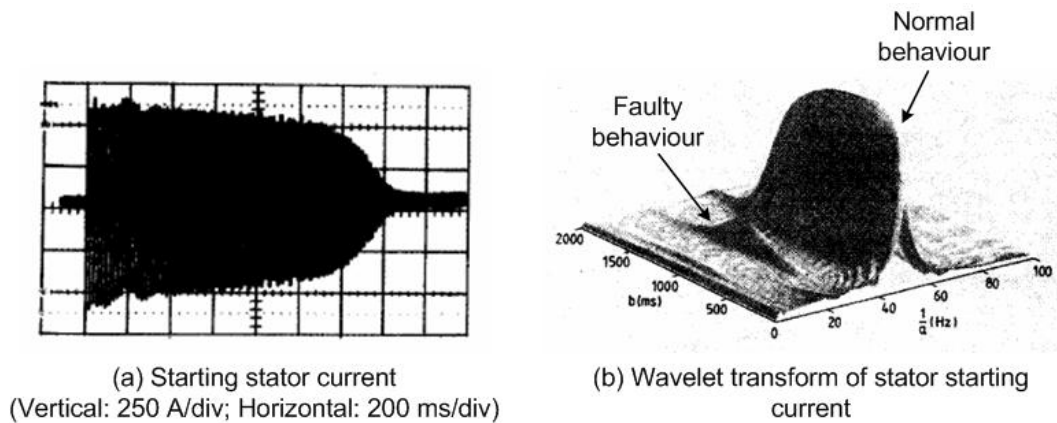 Normal
behaviour
Faulty
behaviour
2000
1500
1000
500
0
b(ms)
20
40
60
80
100
1/a (Hz)
(a) Starting stator current
(Vertical: 250 A/div; Horizontal: 200 ms/div)
(b) Wavelet transform of stator starting
current